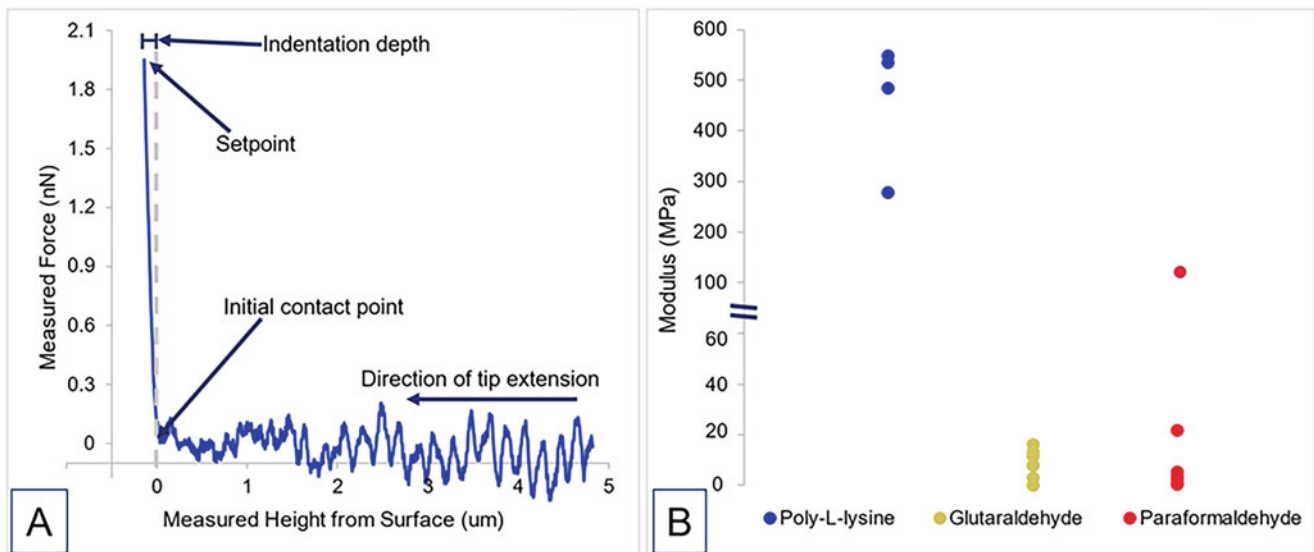 2.1
1.8
1.5
1.2
0.9
0.6
0.3
0
Measured Force (nN)
Indentation depth
Setpoint
Initial contact point
Direction of tip extension
0 1 2 3 4 5
Measured Height from Surface (um)
A
600
500
400
300
200
100
60
40
20
0
Modulus (MPa)
Poly-L-lysine Glutaraldehyde Paraformaldehyde
B